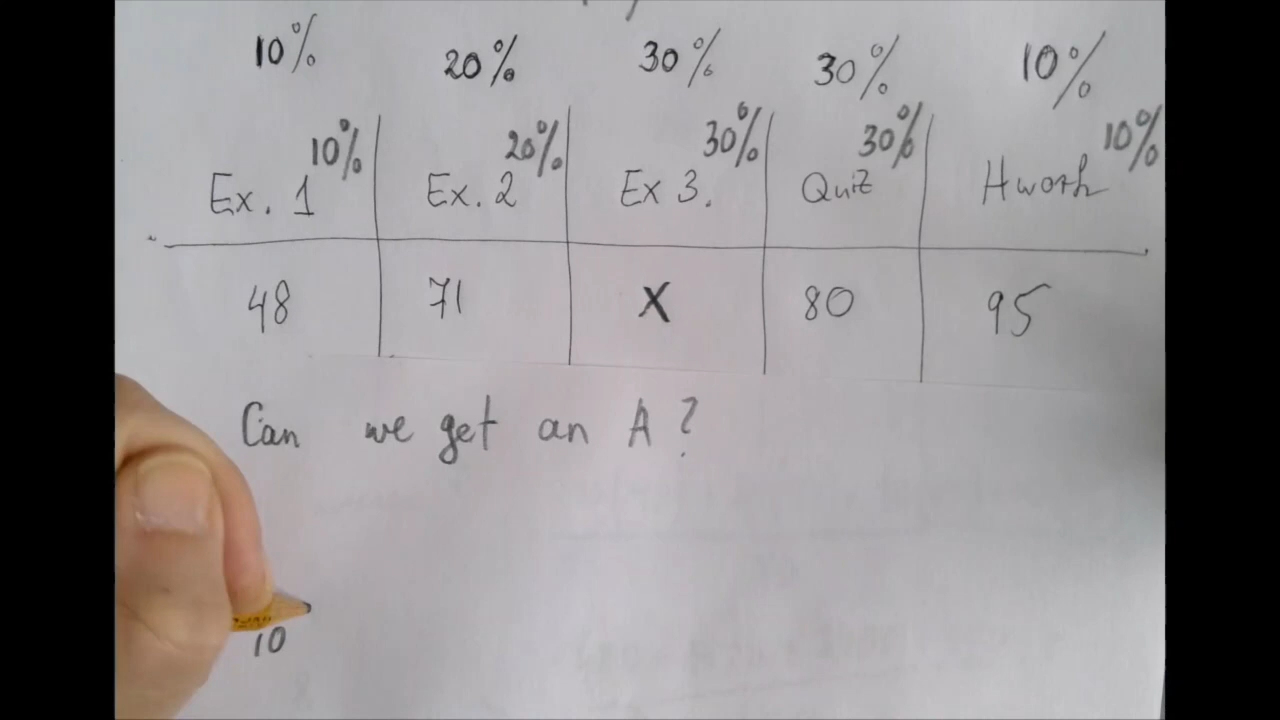 10% 20% 30% 30% 10%
10% 20% 30% 30% 10%
Ex. 1 Ex. 2 Ex 3. Quiz Hwork
48 71 X 80 95
Can we get an A?
10